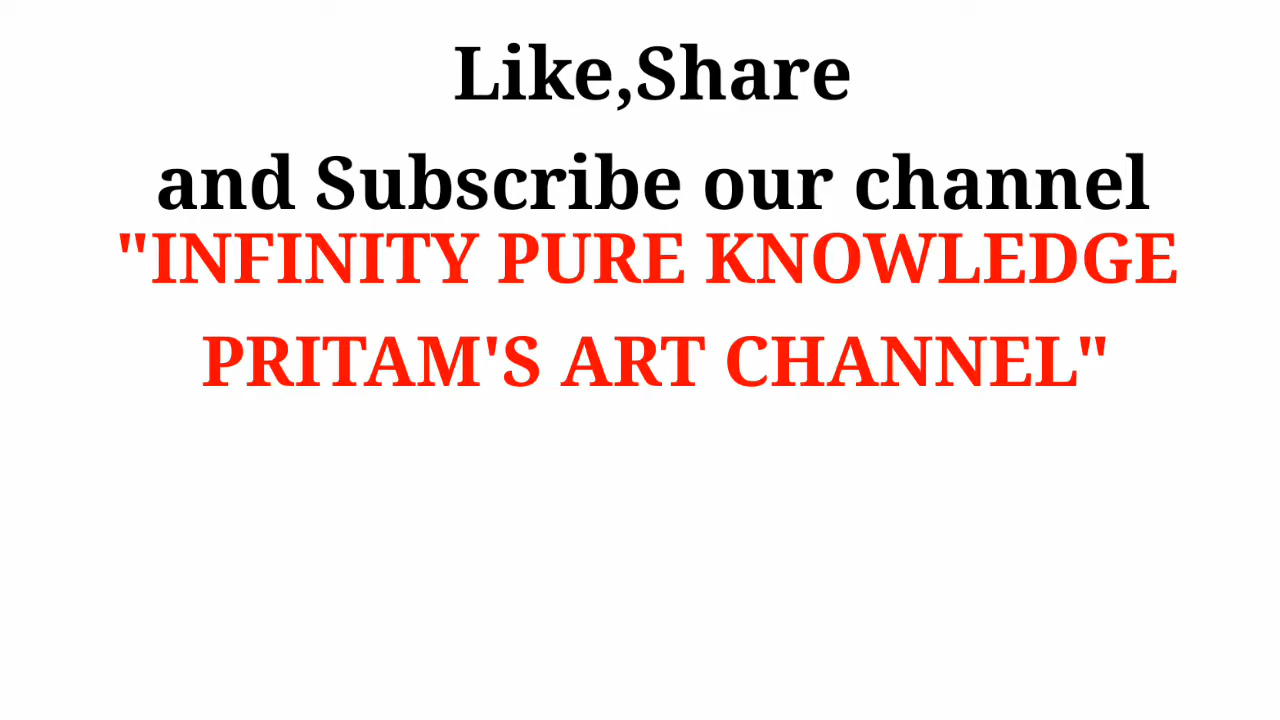 Like,Share
and Subscribe our channel
"INFINITY PURE KNOWLEDGE
PRITAM'S ART CHANNEL"